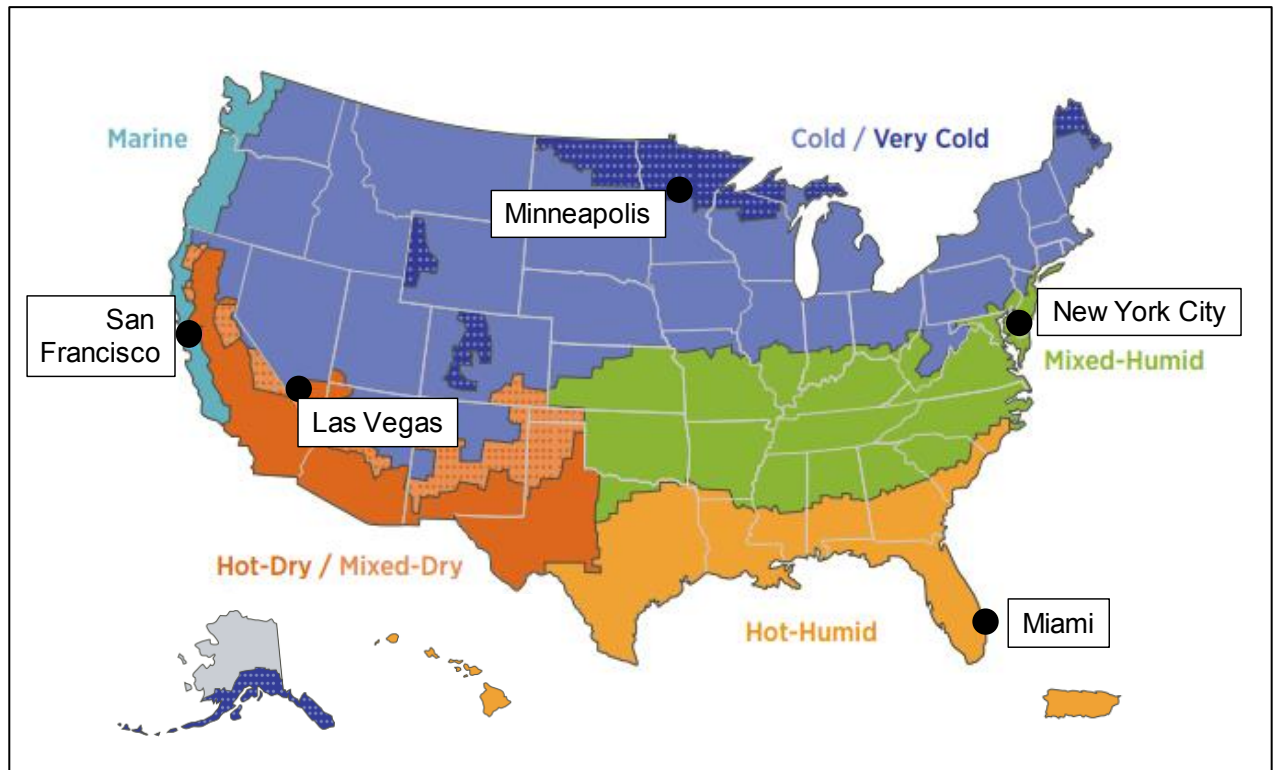 Marine
Cold / Very Cold
Minneapolis
San
Francisco
New York City
Mixed-Humid
Las Vegas
Hot-Dry / Mixed-Dry
Hot-Humid
Miami